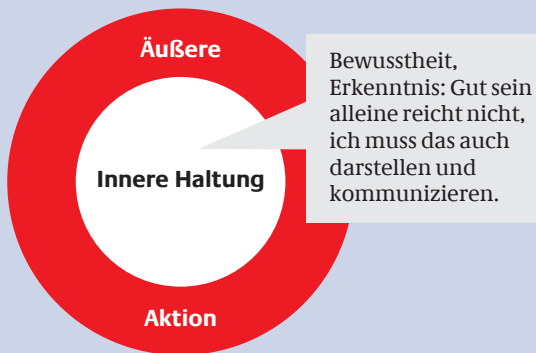 Äußere
Bewusstheit,
Erkenntnis: Gut sein
alleine reicht nicht,
ich muss das auch
darstellen und
kommunizieren.
Innere Haltung
Aktion